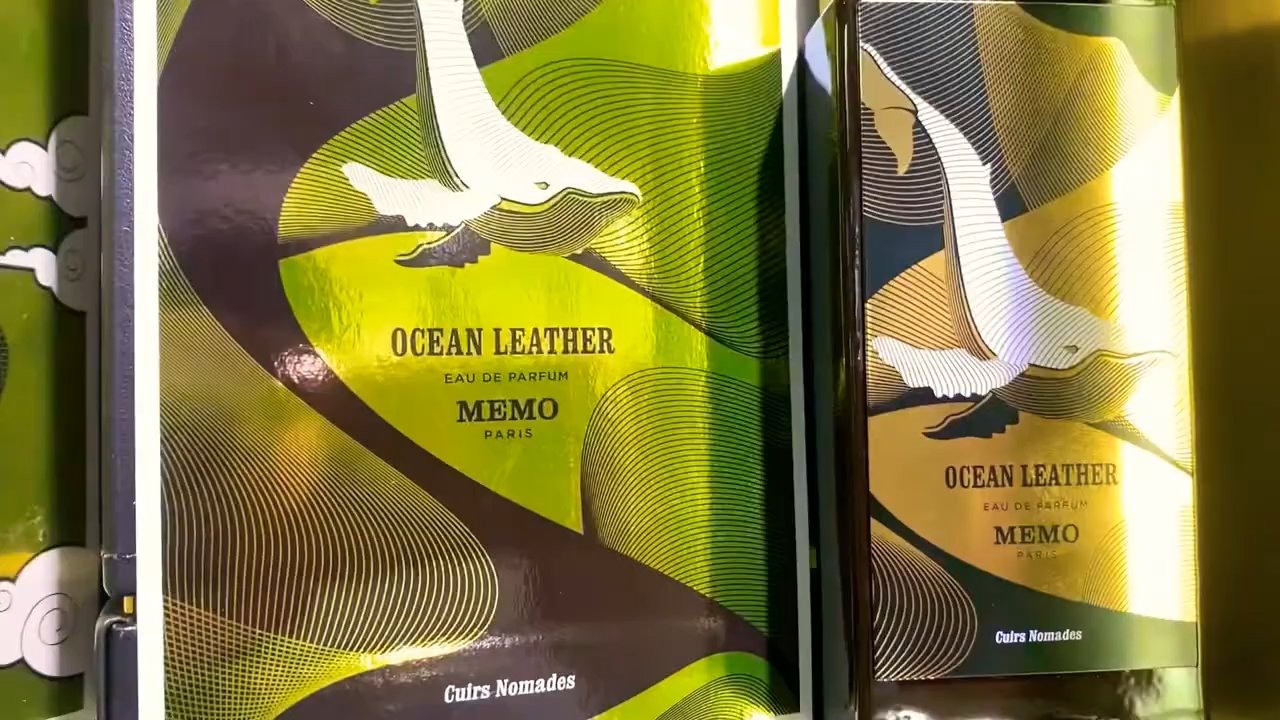 OCEAN LEATHER
EAU DE PARFUM
MEMO
PARIS
Cuirs Nomades
OCEAN LEATHER
EAU DE PARFUM
MEMO
PARIS
Cuirs Nomades